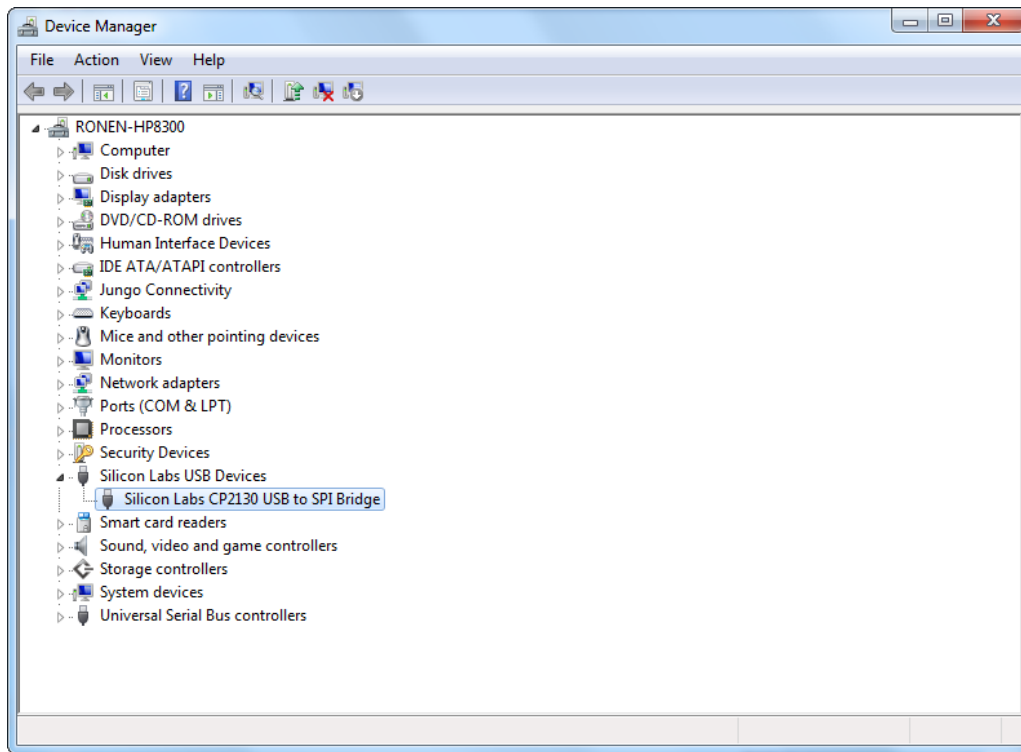 Device Manager
File Action View Help
RONEN-HP8300
Computer
Disk drives
Display adapters
DVD/CD-ROM drives
Human Interface Devices
IDE ATA/ATAPI controllers
Jungo Connectivity
Keyboards
Mice and other pointing devices
Monitors
Network adapters
Ports (COM & LPT)
Processors
Security Devices
Silicon Labs USB Devices
Silicon Labs CP2130 USB to SPI Bridge
Smart card readers
Sound, video and game controllers
Storage controllers
System devices
Universal Serial Bus controllers